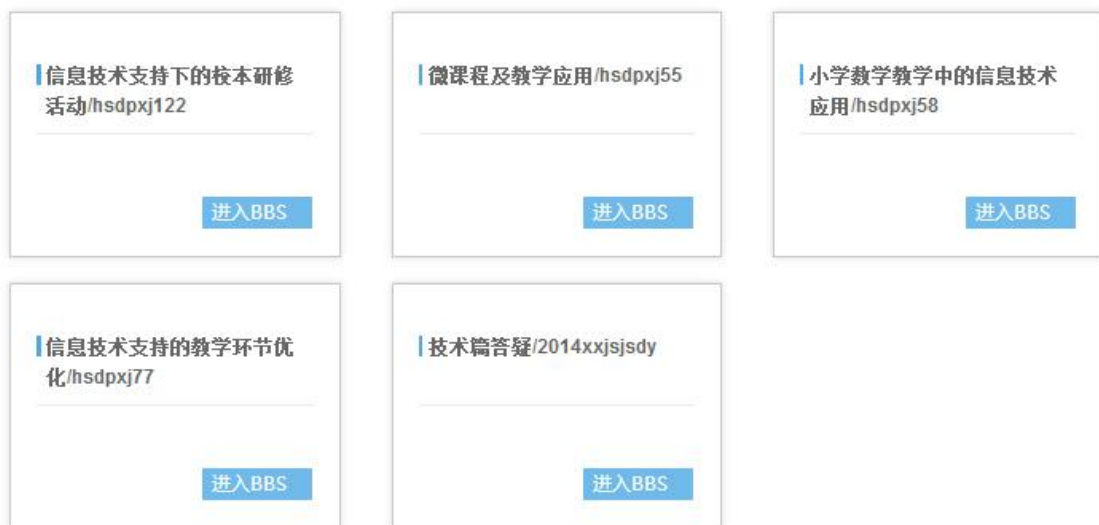 信息技术支持下的校本研修
活动/hsdpxj122
进入BBS
微课程及教学应用/hsdpxj55
进入BBS
小学数学教学中的信息技术
应用/hsdpxj58
进入BBS
信息技术支持的教学环节优
化/hsdpxj77
进入BBS
技术篇答疑/2014xxjsjsdy
进入BBS